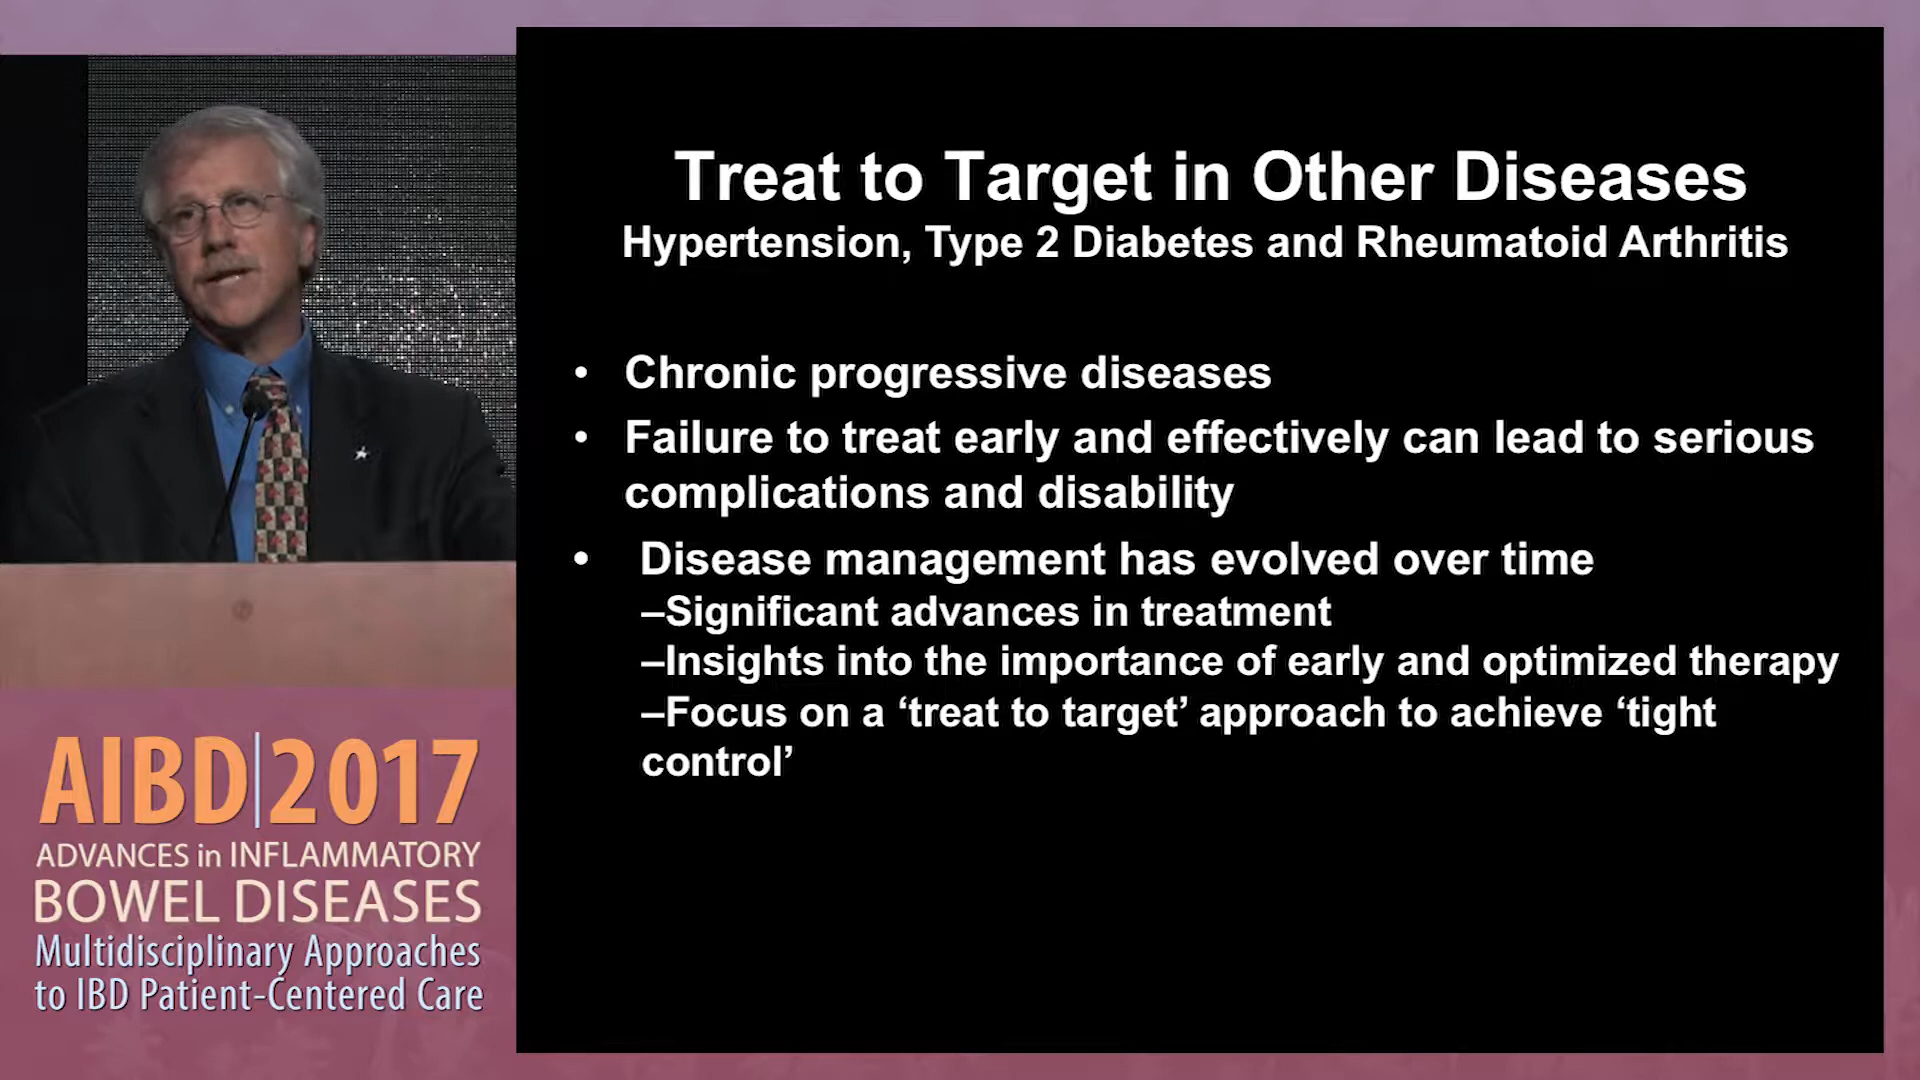 Treat to Target in Other Diseases
Hypertension, Type 2 Diabetes and Rheumatoid Arthritis
• Chronic progressive diseases
• Failure to treat early and effectively can lead to serious
complications and disability
• Disease management has evolved over time
–Significant advances in treatment
–Insights into the importance of early and optimized therapy
–Focus on a ‘treat to target’ approach to achieve ‘tight
control’
AIBD|2017
ADVANCES in INFLAMMATORY
BOWEL DISEASES
Multidisciplinary Approaches
to IBD Patient-Centered Care